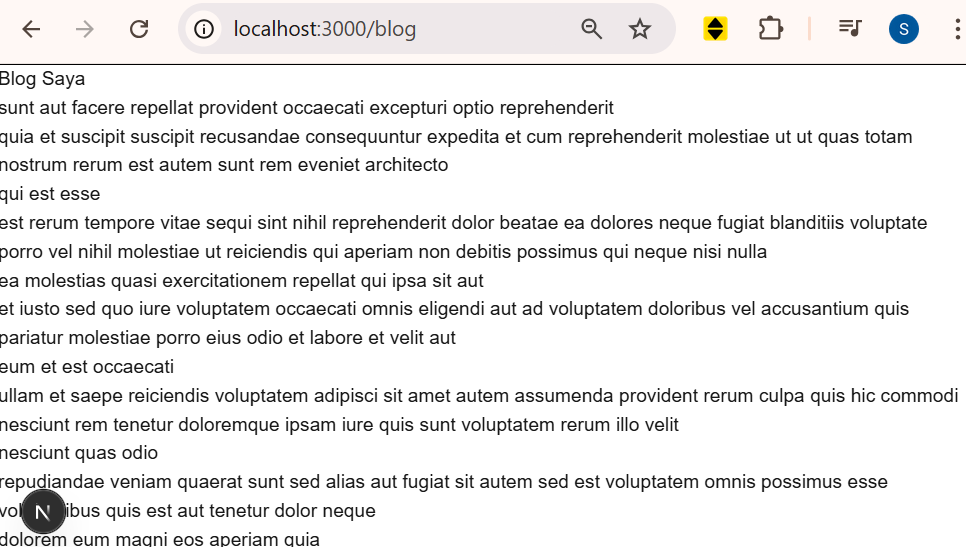 localhost:3000/blog
S
Blog Saya
sunt aut facere repellat provident occaecati excepturi optio reprehenderit
quia et suscipit suscipit recusandae consequuntur expedita et cum reprehenderit molestiae ut ut quas totam
nostrum rerum est autem sunt rem eveniet architecto
qui est esse
est rerum tempore vitae sequi sint nihil reprehenderit dolor beatae ea dolores neque fugiat blanditiis voluptate
porro vel nihil molestiae ut reiciendis qui aperiam non debitis possimus qui neque nisi nulla
ea molestias quasi exercitationem repellat qui ipsa sit aut
et iusto sed quo iure voluptatem occaecati omnis eligendi aut ad voluptatem doloribus vel accusantium quis
pariatur molestiae porro eius odio et labore et velit aut
eum et est occaecati
ullam et saepe reiciendis voluptatem adipisci sit amet autem assumenda provident rerum culpa quis hic commodi
nesciunt rem tenetur doloremque ipsam iure quis sunt voluptatem rerum illo velit
nesciunt quas odio
repudiandae veniam quaerat sunt sed alias aut fugiat sit autem sed est voluptatem omnis possimus esse
quis est aut tenetur dolor neque
N
dolorem eum magni eos aperiam quia